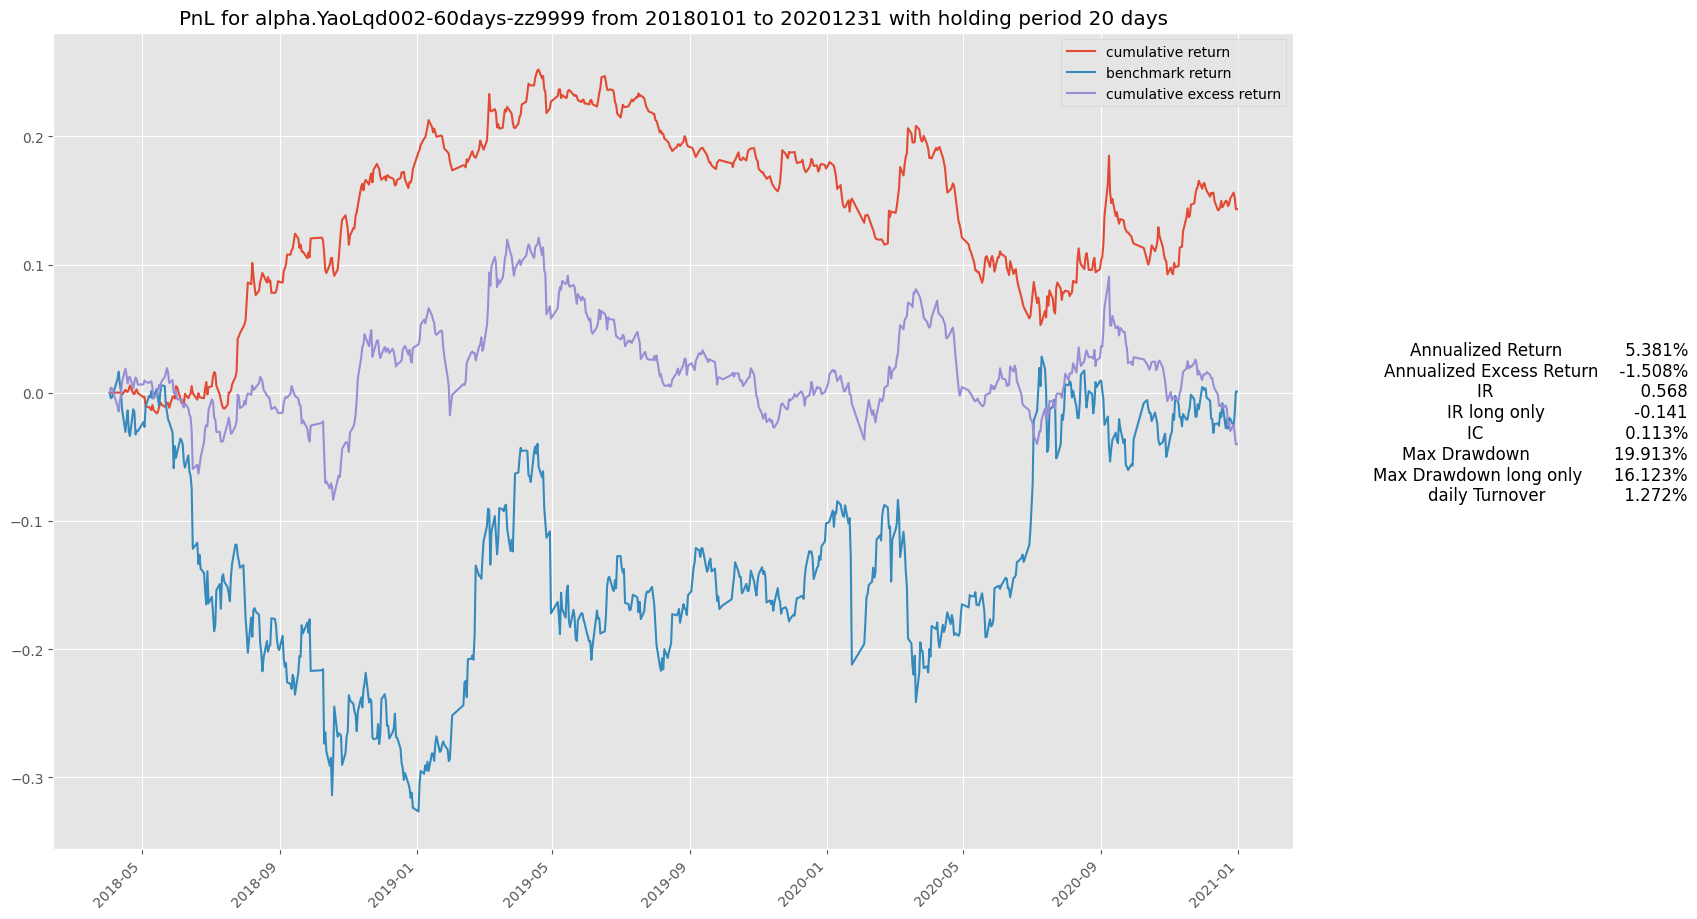 PnL for alpha.YaoLqd002-60days-zz9999 from 20180101 to 20201231 with holding period 20 days
cumulative return
benchmark return
cumulative excess return
0.2
0.1
0.0
−0.1
−0.2
−0.3
2018-05
2018-09
2019-01
2019-05
2019-09
2020-01
2020-05
2020-09
2021-01
Annualized Return 5.381%
Annualized Excess Return -1.508%
IR 0.568
IR long only -0.141
IC 0.113%
Max Drawdown 19.913%
Max Drawdown long only 16.123%
daily Turnover 1.272%